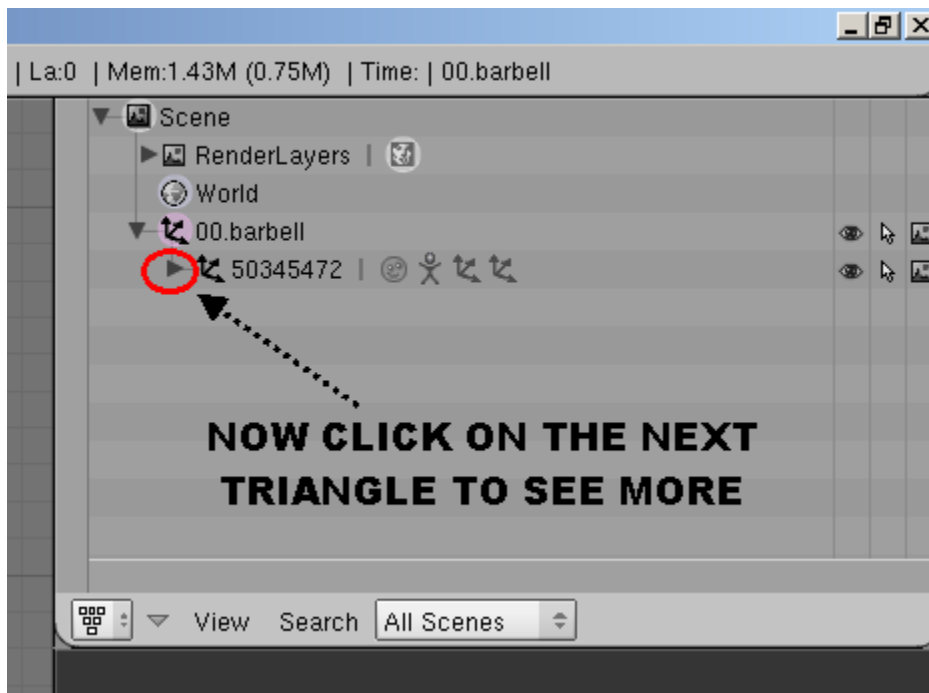 | La:0 | Mem:1.43M (0.75M) | Time: | 00.barbell
Scene
RenderLayers |
World
00.barbell
50345472 |
NOW CLICK ON THE NEXT
TRIANGLE TO SEE MORE
View Search All Scenes